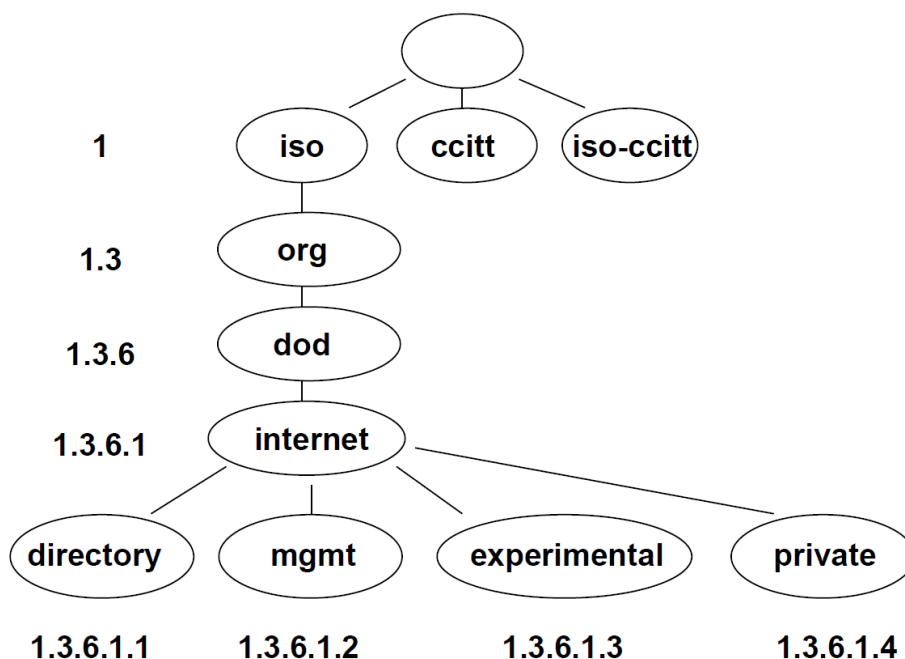 1 iso ccitt iso-ccitt
1.3 org
1.3.6 dod
1.3.6.1 internet
directory mgmt experimental private
1.3.6.1.1 1.3.6.1.2 1.3.6.1.3 1.3.6.1.4